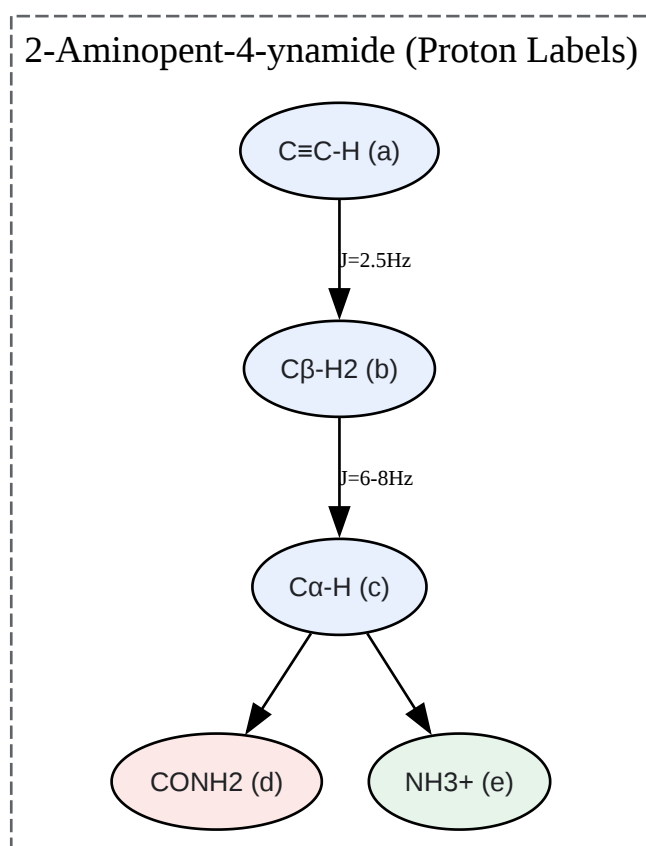 2-Aminopent-4-ynamide (Proton Labels)
C≡C-H (a)
J=2.5Hz
Cβ-H2 (b)
J=6-8Hz
Cα-H (c)
CONH2 (d)
NH3+ (e)